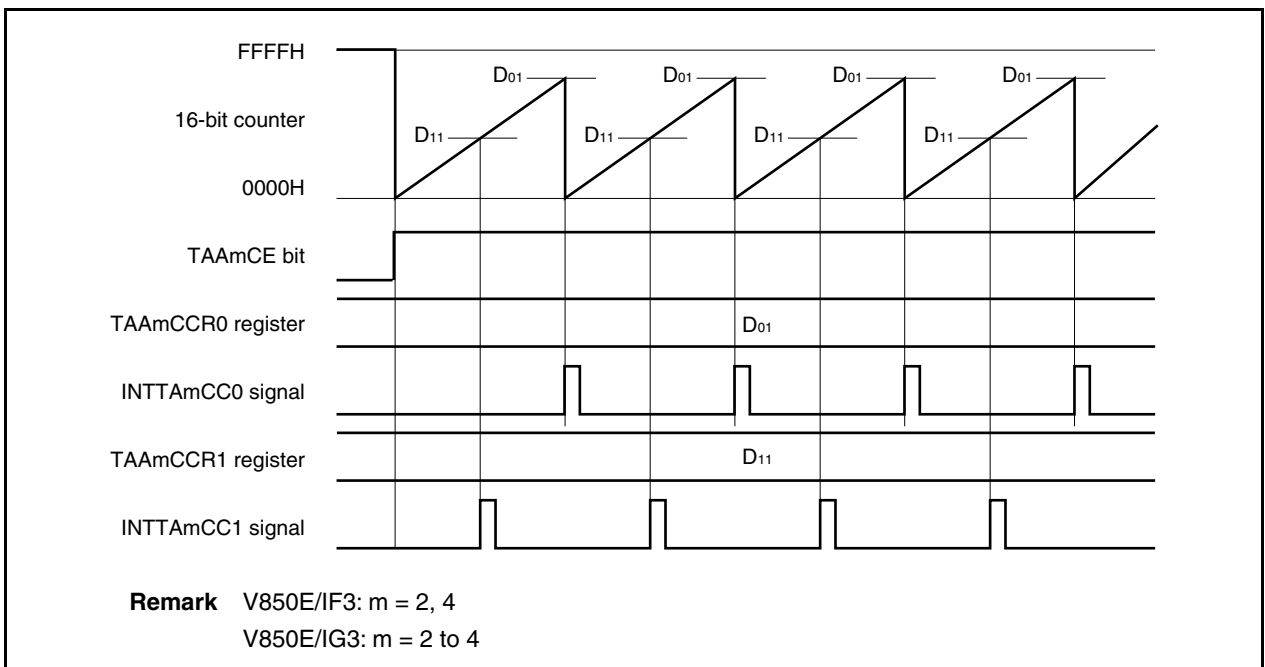 FFFFH
D01 D01 D01 D01
16-bit counter
D11 D11 D11 D11
0000H
TAAmCE bit
TAAmCCR0 register
D01
INTTAmCC0 signal
TAAmCCR1 register
D11
INTTAmCC1 signal
Remark V850E/IF3: m = 2, 4
V850E/IG3: m = 2 to 4